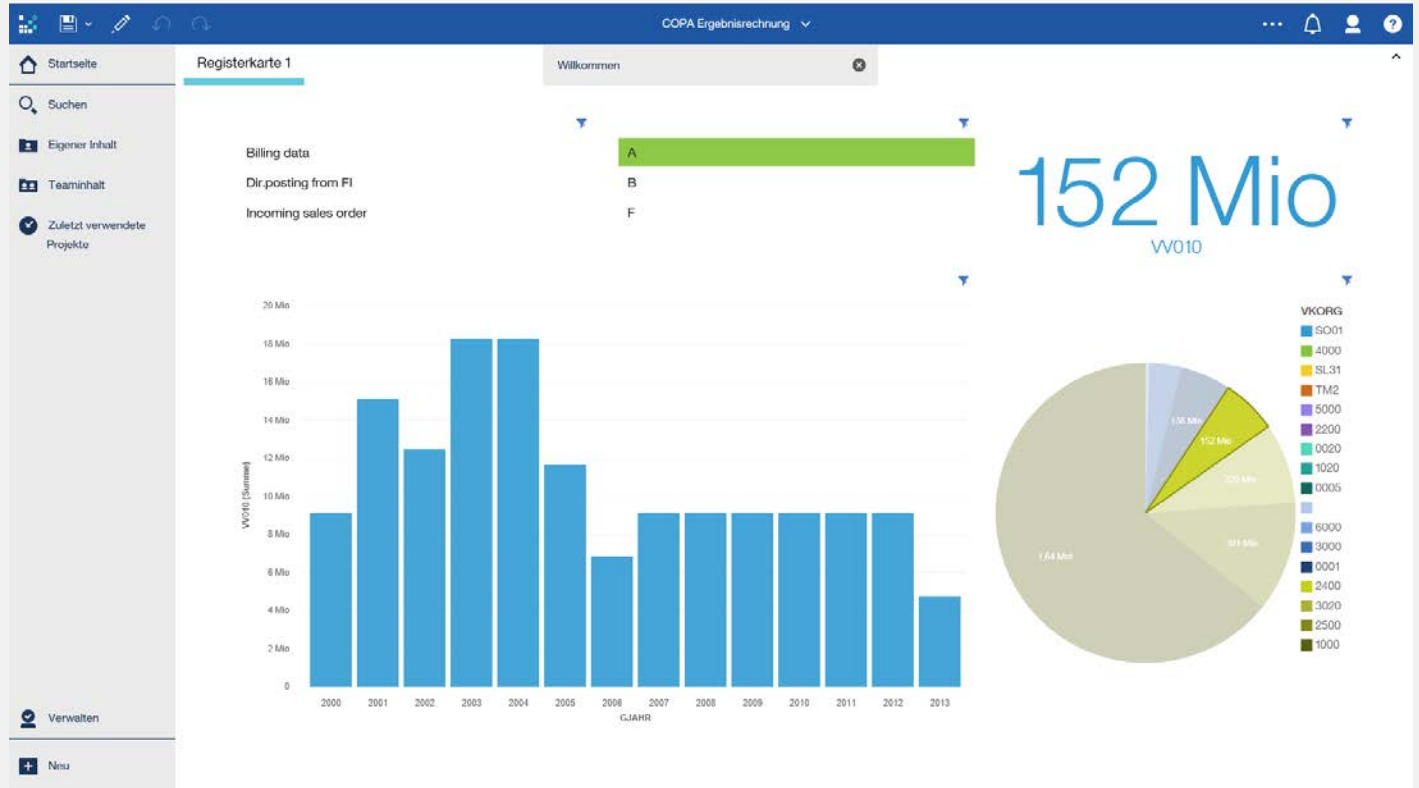 COPA Ergebnisrechnung
Startseite
Registerkarte 1
Willkommen
Suchen
Eigener Inhalt
Teaminhalt
Zuletzt verwendete
Projekte
Billing data
A
Dir.posting from FI
B
Incoming sales order
F
152 Mio
VV010
20 Mio
18 Mio
16 Mio
14 Mio
12 Mio
10 Mio
8 Mio
6 Mio
4 Mio
2 Mio
0
VV010 (Summe)
2000 2001 2002 2003 2004 2005 2006 2007 2008 2009 2010 2011 2012 2013
GJAHR
152 Mio
VKORG
SO01
4000
SL31
TM2
5000
2200
0020
1020
0005
6000
3000
0001
2400
3020
2500
1000
Verwalten
Neu